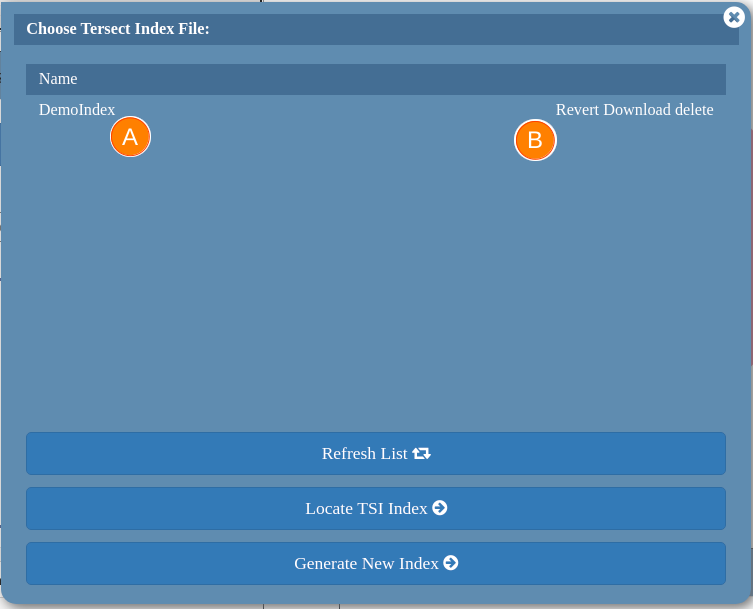 Choose Tersect Index File:
Name
DemoIndex Revert Download delete
A B
Refresh List
Locate TSI Index
Generate New Index